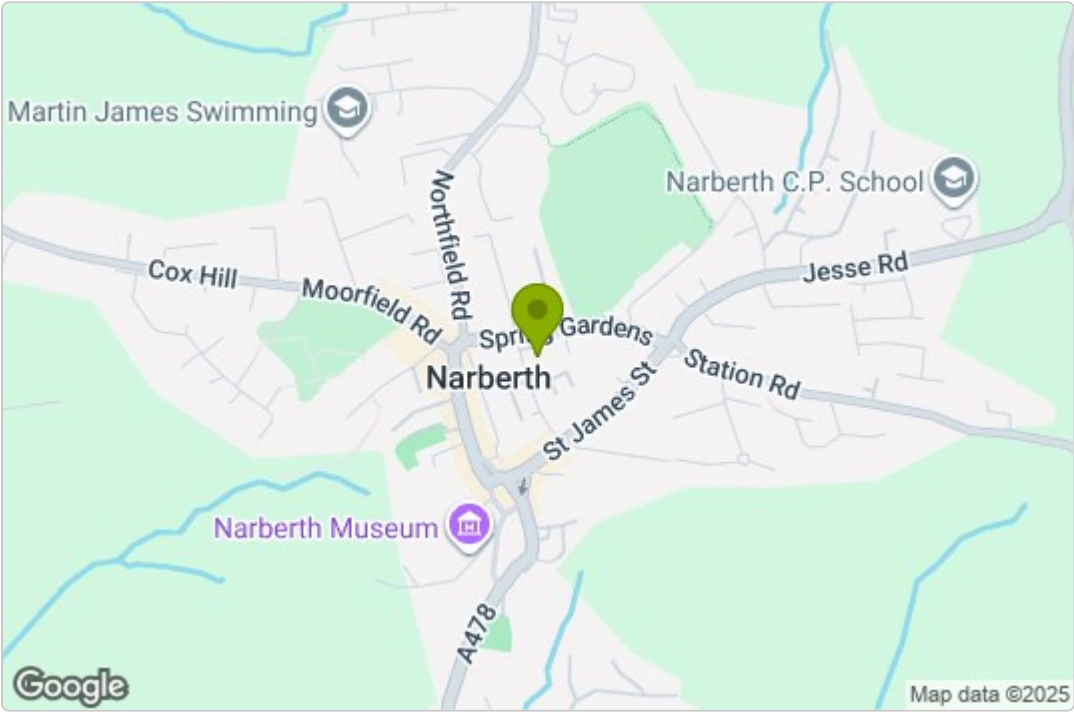 Martin James Swimming
Narberth C.P. School
Northfield Rd
Jesse Rd
Cox Hill
Moorfield Rd
Spring Gardens
Station Rd
Narberth
St James St
Narberth Museum
A478
Google
Map data ©2025